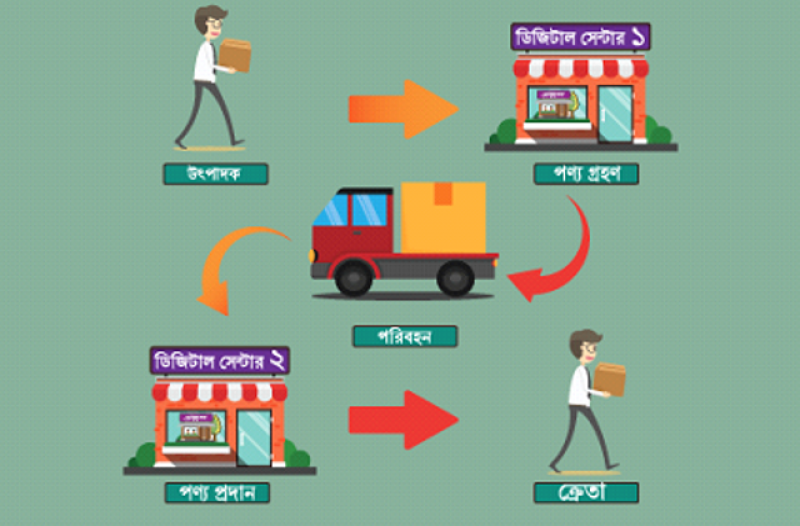 ডিজিটাল সেন্টার ১
উৎপাদক
পণ্য গ্রহণ
পরিবহন
ডিজিটাল সেন্টার ২
পণ্য প্রদান
ক্রেতা